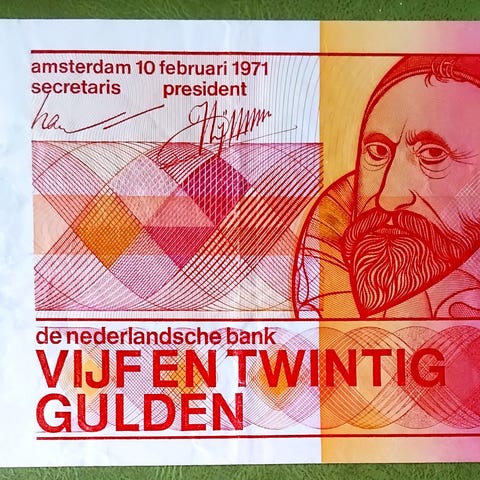 amsterdam 10 februari 1971
secretaris president
de nederlandsche bank
VIJF EN TWINTIG
GULDEN